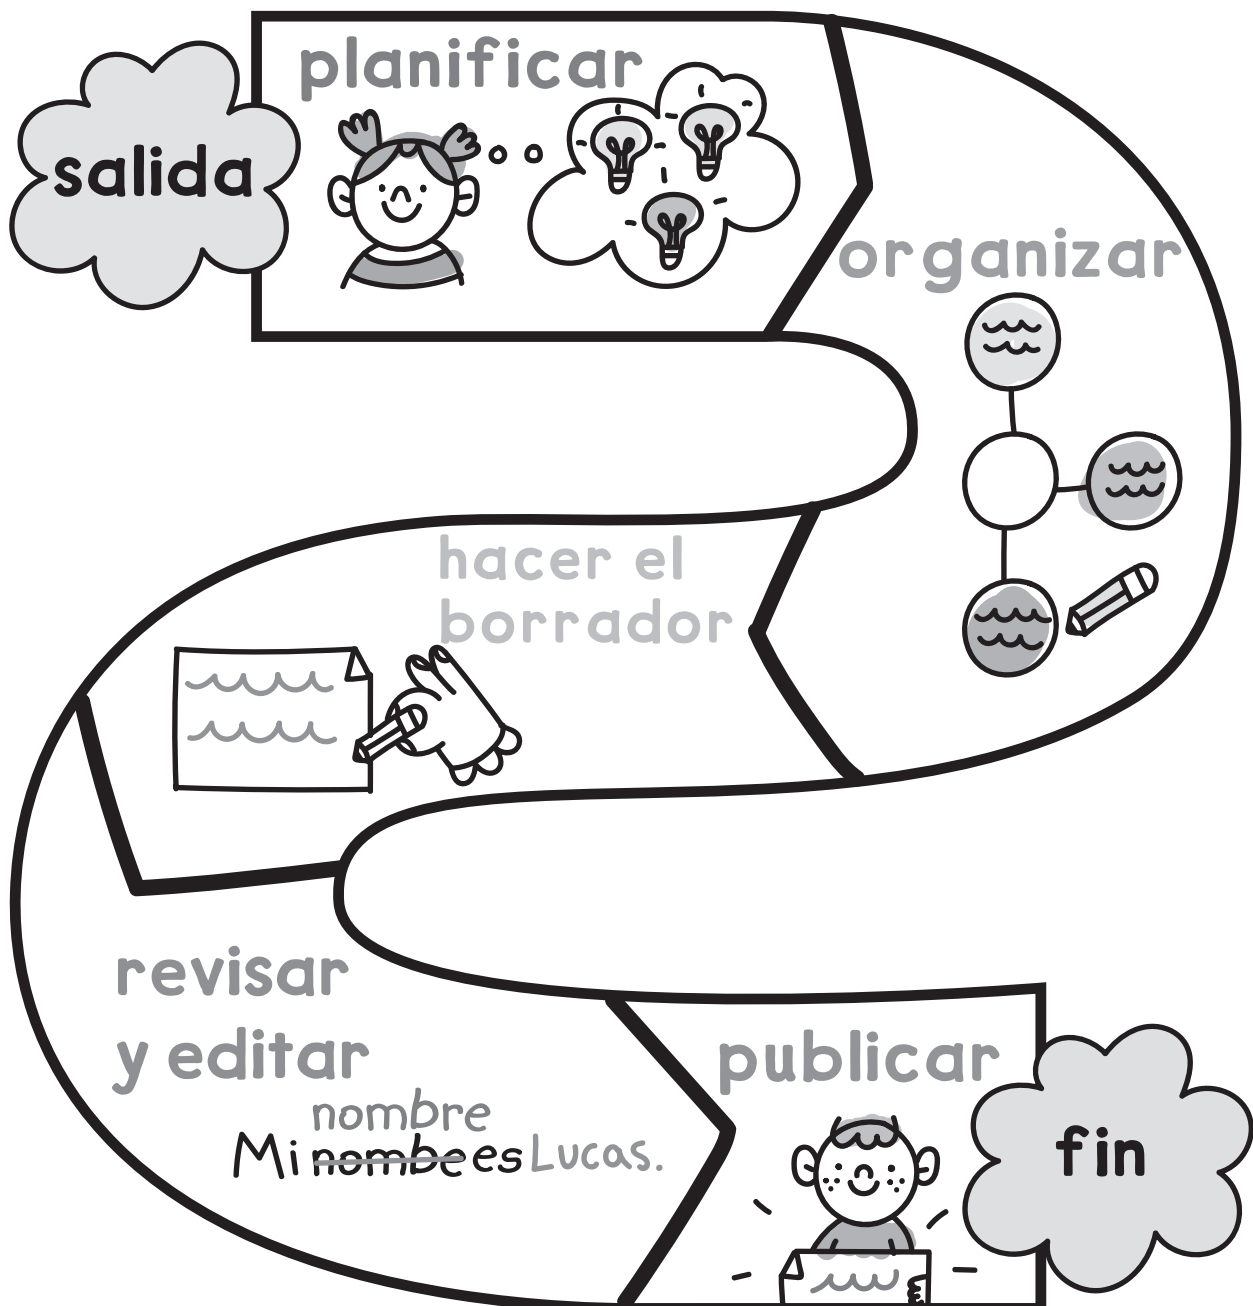 salida
planificar
organizar
hacer el
borrador
revisar
y editar
nombre
Mi nombe es Lucas.
publicar
fin